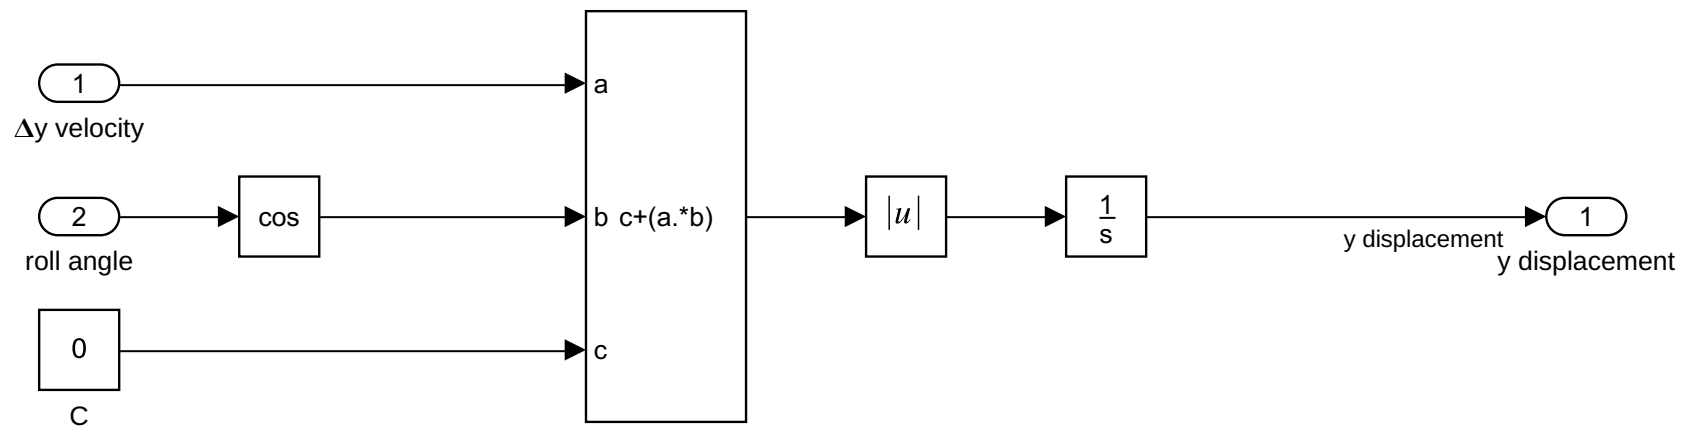 1
Δy velocity
a
2
roll angle
cos
b c+(a.*b)
|u|
1
s
y displacement
1
y displacement
0
C
c